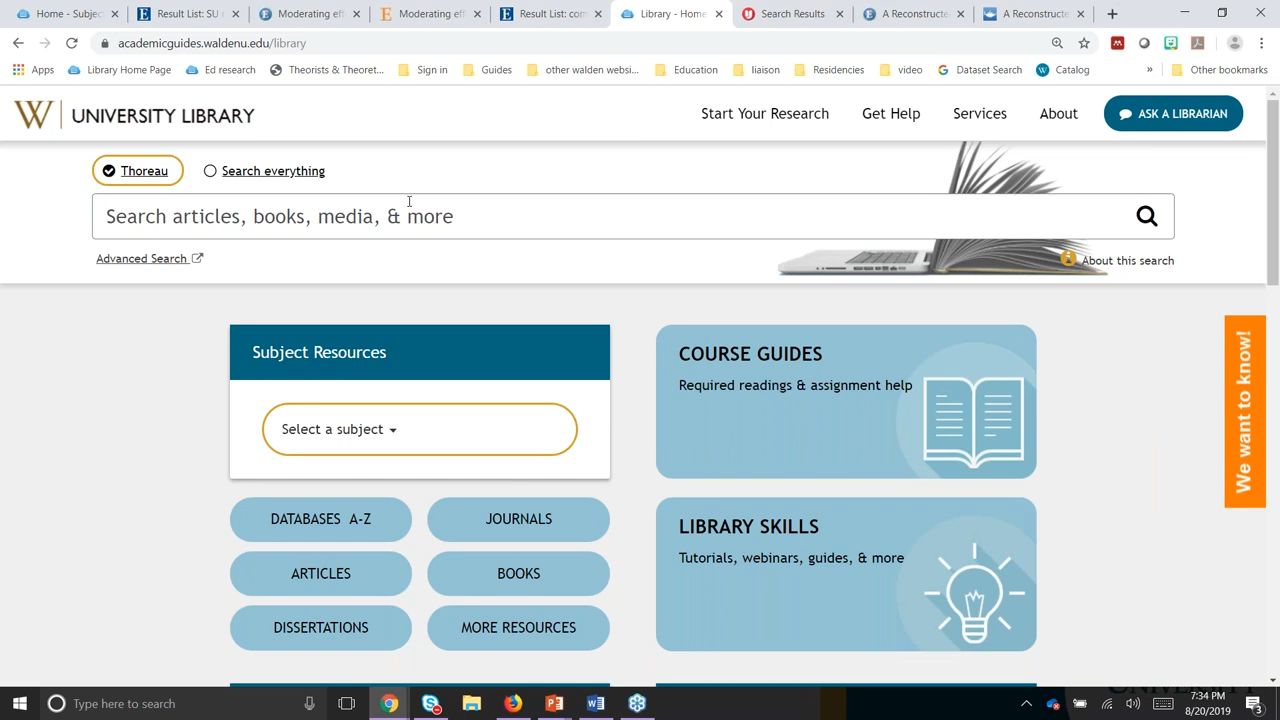 Home - Subjec
Result List: SU 
Moderating eff
Moderating eff
Result List: com
Library - Home
Search Results
A Reconstructe
A Reconstructe
academicguides.waldenu.edu/library
Apps
Library Home Page
Ed research
Theorists & Theoret...
Sign in
Guides
other walden websi...
Education
liaison
Residencies
video
Dataset Search
Catalog
»
Other bookmarks
W UNIVERSITY LIBRARY
Start Your Research
Get Help
Services
About
ASK A LIBRARIAN
Thoreau
Search everything
Search articles, books, media, & more
Advanced Search
About this search
Subject Resources
Select a subject
COURSE GUIDES
Required readings & assignment help
DATABASES A-Z
JOURNALS
ARTICLES
BOOKS
DISSERTATIONS
MORE RESOURCES
LIBRARY SKILLS
Tutorials, webinars, guides, & more
We want to know!
Type here to search
7:34 PM
8/20/2019
3